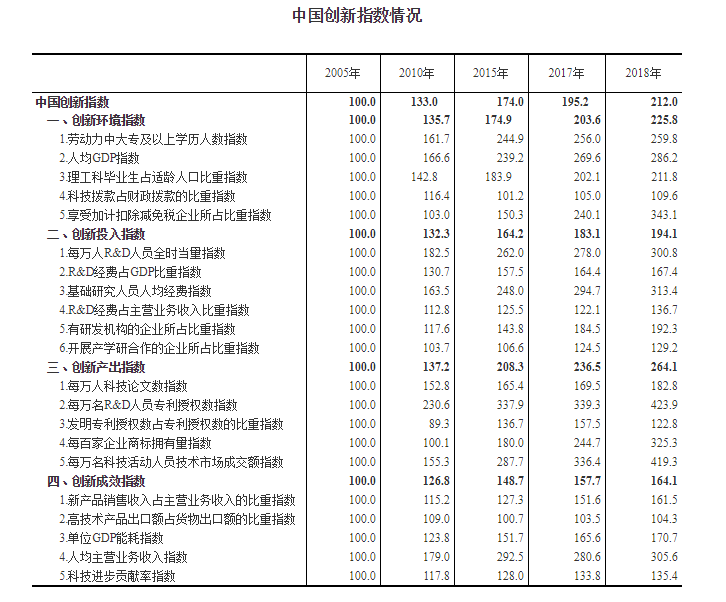 中国创新指数情况
2005年 2010年 2015年 2017年 2018年
中国创新指数 100.0 133.0 174.0 195.2 212.0
一、创新环境指数 100.0 135.7 174.9 203.6 225.8
1.劳动力中大专及以上学历人数指数 100.0 161.7 244.9 256.0 259.8
2.人均GDP指数 100.0 166.6 239.2 269.6 286.2
3.理工科毕业生占适龄人口比重指数 100.0 142.8 183.9 202.1 211.8
4.科技拨款占财政拨款的比重指数 100.0 116.4 101.2 105.0 109.6
5.享受加计扣除减免税企业所占比重指数 100.0 103.0 150.3 240.1 343.1
二、创新投入指数 100.0 132.3 164.2 183.1 194.1
1.每万人R&D人员全时当量指数 100.0 182.5 262.0 278.0 300.8
2.R&D经费占GDP比重指数 100.0 130.7 157.5 164.4 167.4
3.基础研究人员人均经费指数 100.0 163.5 248.0 294.7 313.4
4.R&D经费占主营业务收入比重指数 100.0 112.8 125.5 122.1 136.7
5.有研发机构的企业所占比重指数 100.0 117.6 143.8 184.5 192.3
6.开展产学研合作的企业所占比重指数 100.0 103.7 106.6 124.5 129.2
三、创新产出指数 100.0 137.2 208.3 236.5 264.1
1.每万人科技论文数指数 100.0 152.8 165.4 169.5 182.8
2.每万名R&D人员专利授权数指数 100.0 230.6 337.9 339.3 423.9
3.发明专利授权数占专利授权数的比重指数 100.0 89.3 136.7 157.5 122.8
4.每百家企业商标拥有量指数 100.0 100.1 180.0 244.7 325.3
5.每万名科技活动人员技术市场成交额指数 100.0 155.3 287.7 336.4 419.3
四、创新成效指数 100.0 126.8 148.7 157.7 164.1
1.新产品销售收入占主营业务收入的比重指数 100.0 115.2 127.3 151.6 161.5
2.高技术产品出口额占货物出口额的比重指数 100.0 109.0 100.7 103.5 104.3
3.单位GDP能耗指数 100.0 123.8 151.7 165.6 170.7
4.人均主营业务收入指数 100.0 179.0 292.5 280.6 305.6
5.科技进步贡献率指数 100.0 117.8 128.0 133.8 135.4